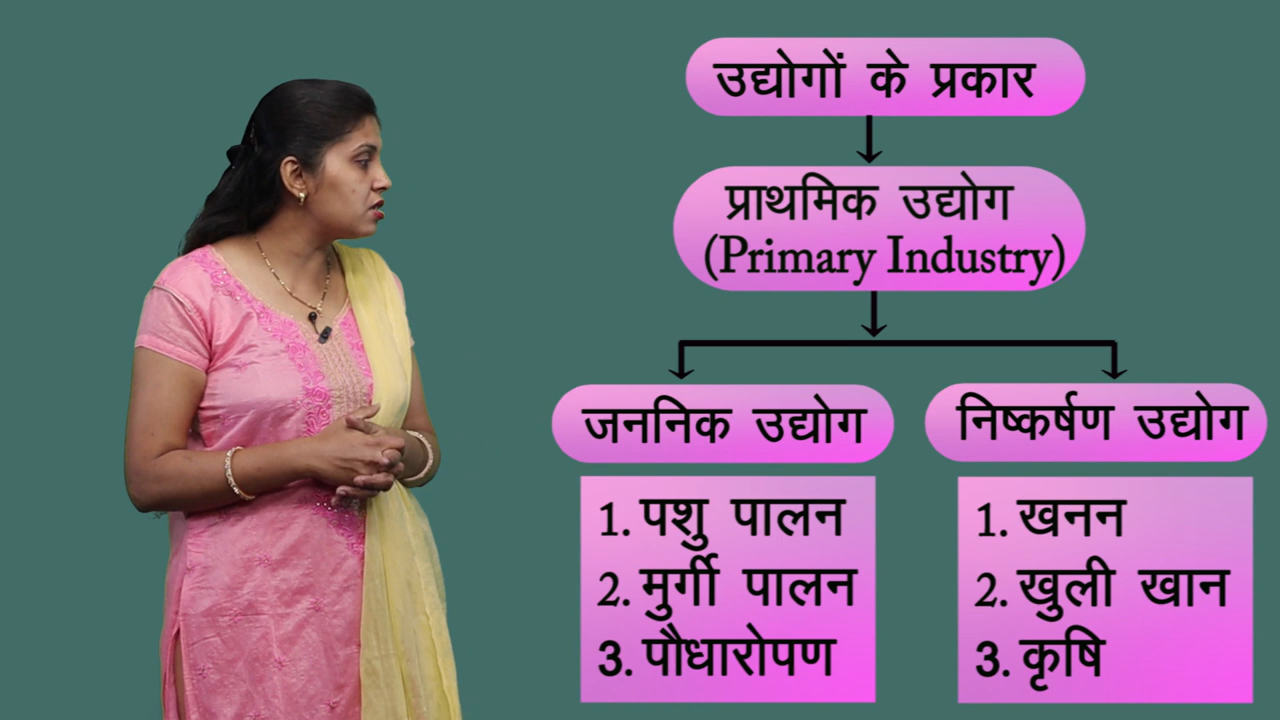 उद्योगों के प्रकार
प्राथमिक उद्योग
(Primary Industry)
जननिक उद्योग
1. पशु पालन
2. मुर्गी पालन
3. पौधारोपण
निष्कर्षण उद्योग
1. खनन
2. खुली खान
3. कृषि